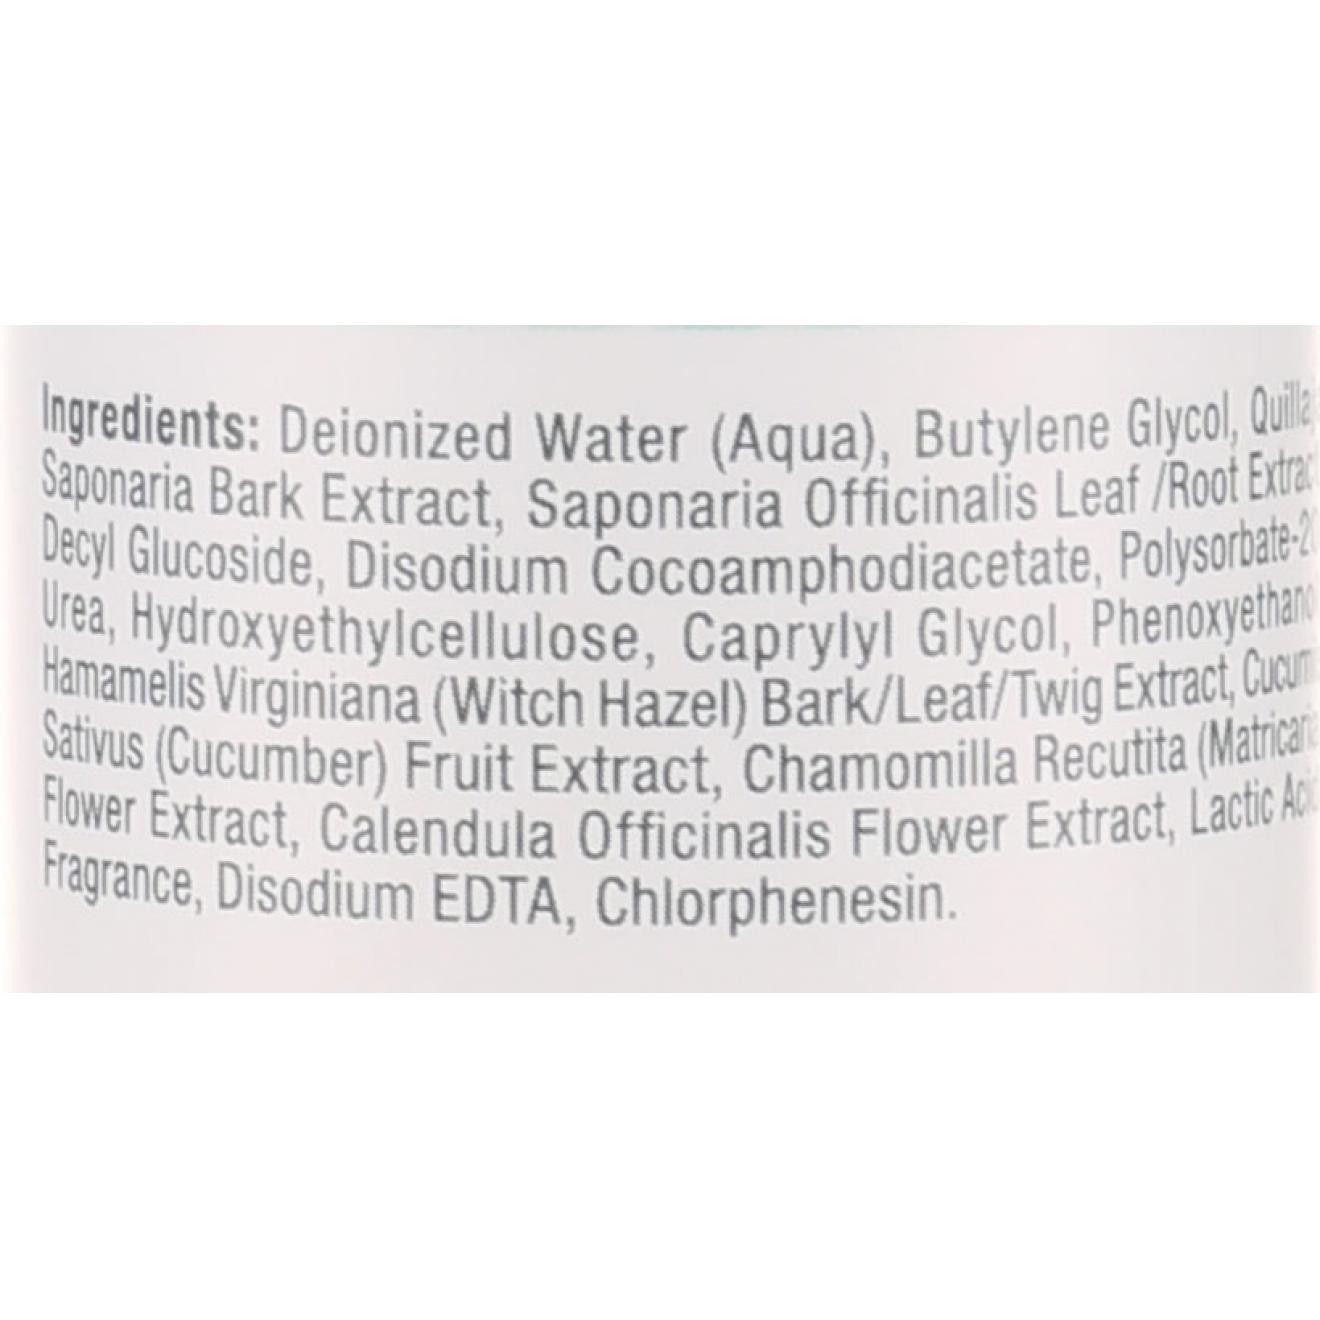 Ingredients: Deionized Water (Aqua), Butylene Glycol,
Saponaria Bark Extract, Saponaria Officinalis Leaf /Root
Decyl Glucoside, Disodium Cocoamphodiacetate,
Urea, Hydroxyethylcellulose, Caprylyl Glycol,
Hamamelis Virginiana (Witch Hazel) Bark/Leaf/Twig Extract,
Sativus (Cucumber) Fruit Extract, Chamomilla Recutita
Flower Extract, Calendula Officinalis Flower Extract, Lactic
Fragrance, Disodium EDTA, Chlorphenesin.